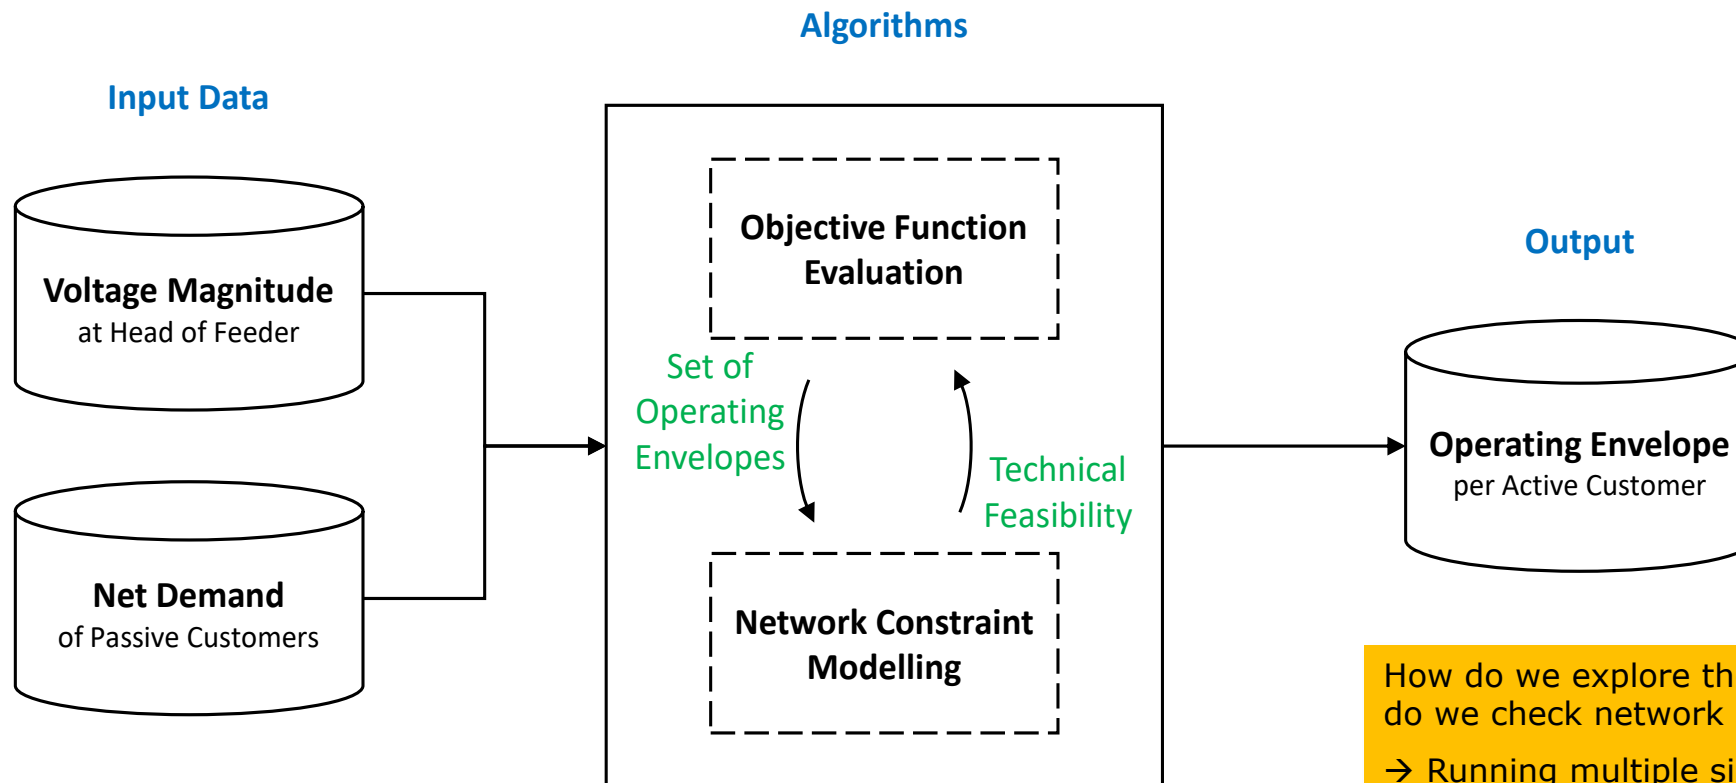 Algorithms
Input Data
Voltage Magnitude
at Head of Feeder
Net Demand
of Passive Customers
Objective Function
Evaluation
Set of
Operating
Envelopes
Technical
Feasibility
Network Constraint
Modelling
Output
Operating Envelope
per Active Customer
How do we explore
do we check network
→ Running multiple